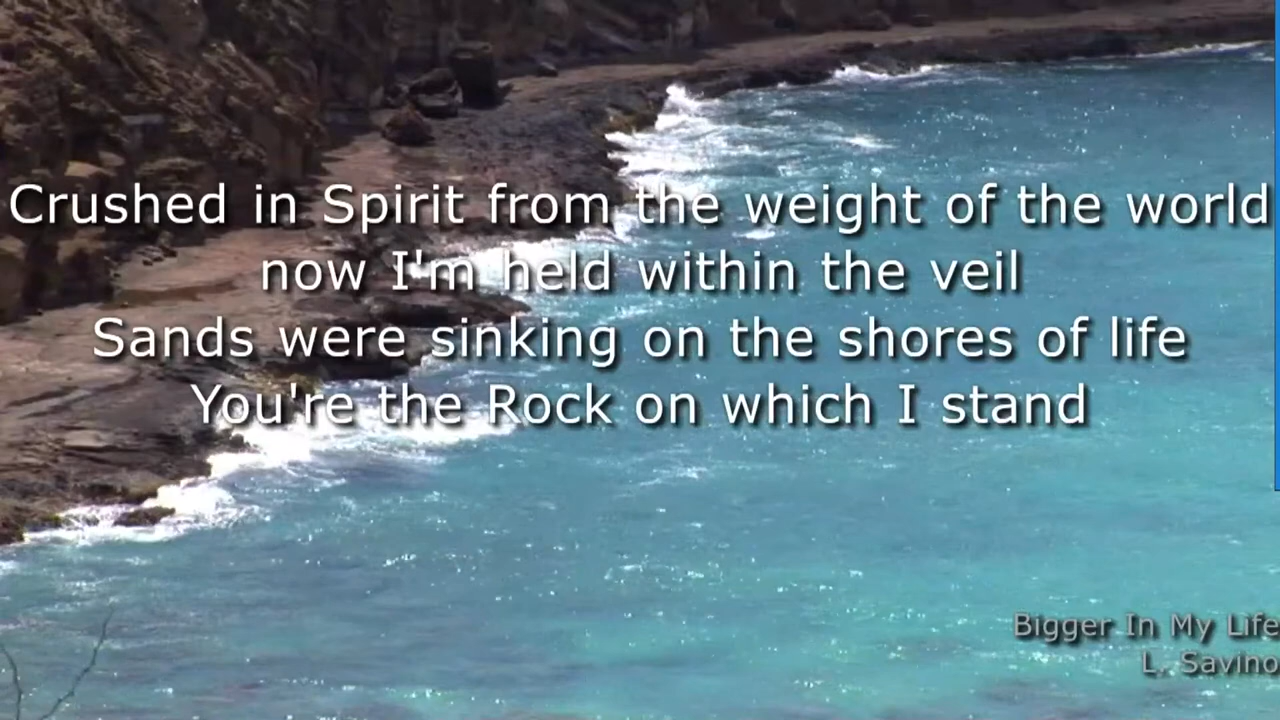 Crushed in Spirit from the weight of the world
now I'm held within the veil
Sands were sinking on the shores of life
You're the Rock on which I stand
Bigger In My Life
L. Savino